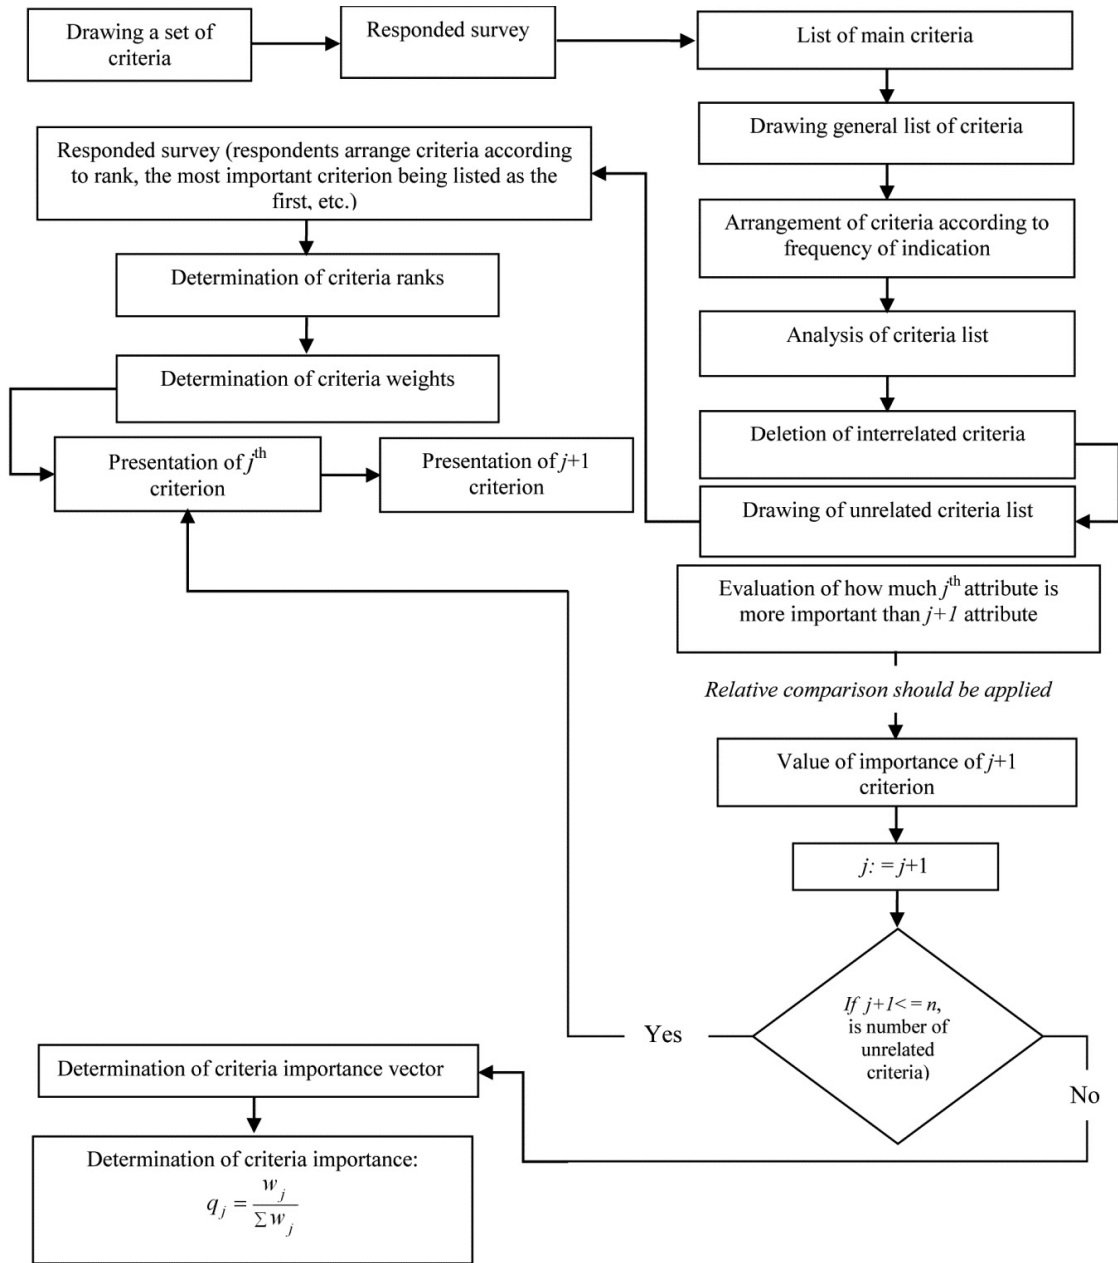 Drawing a set of
criteria
Responded survey
List of main criteria
Drawing general list of criteria
Arrangement of criteria according to
frequency of indication
Analysis of criteria list
Deletion of interrelated criteria
Drawing of unrelated criteria list
Responded survey (respondents arrange criteria according
to rank, the most important criterion being listed as the
first, etc.)
Determination of criteria ranks
Determination of criteria weights
Presentation of jth
criterion
Presentation of j+1
criterion
Evaluation of how much jth attribute is
more important than j+1 attribute
Relative comparison should be applied
Value of importance of j+1
criterion
j: = j+1
If j+1<= n,
is number of
unrelated
criteria)
Yes
No
Determination of criteria importance vector
Determination of criteria importance:
q_j = w_j / Σ w_j